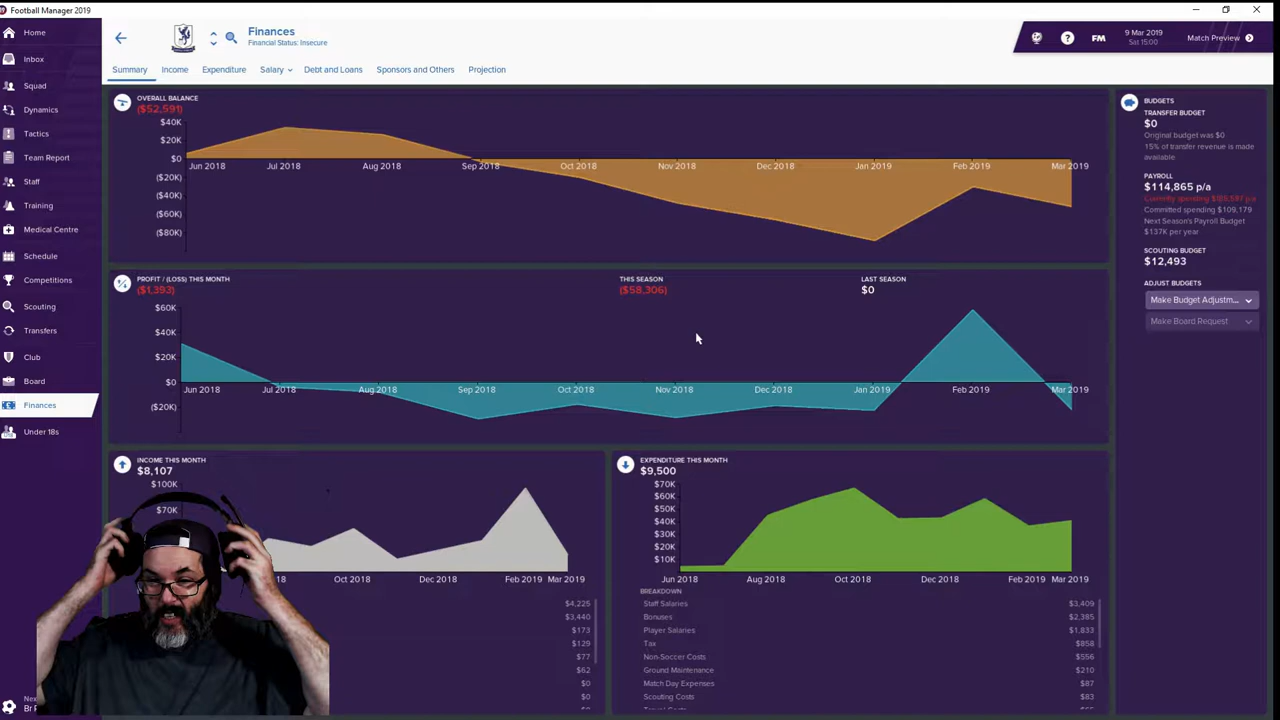 Football Manager 2019
Home
Inbox
Squad
Dynamics
Tactics
Team Report
Staff
Training
Medical Centre
Schedule
Competitions
Scouting
Transfers
Club
Board
Finances
Under 18s
Finances
Financial Status: Insecure
FM
9 Mar 2019
Sat 15:00
Match Preview
Summary Income Expenditure Salary Debt and Loans Sponsors and Others Projection
OVERALL BALANCE
($52,591)
$40K
$20K
$0
($20K)
($40K)
($60K)
($80K)
Jun 2018 Jul 2018 Aug 2018 Sep 2018 Oct 2018 Nov 2018 Dec 2018 Jan 2019 Feb 2019 Mar 2019
PROFIT / (LOSS) THIS MONTH
($1,393)
THIS SEASON
($58,306)
LAST SEASON
$0
$60K
$40K
$20K
$0
($20K)
Jun 2018 Jul 2018 Aug 2018 Sep 2018 Oct 2018 Nov 2018 Dec 2018 Jan 2019 Feb 2019 Mar 2019
INCOME THIS MONTH
$8,107
$100K
$70K
Oct 2018 Dec 2018 Feb 2019 Mar 2019
$4,225
$3,440
$173
$129
$77
$62
$0
$0
EXPENDITURE THIS MONTH
$9,500
$70K
$60K
$50K
$40K
$30K
$20K
$10K
Jun 2018 Aug 2018 Oct 2018 Dec 2018 Feb 2019 Mar 2019
BREAKDOWN
Staff Salaries $3,409
Bonuses $2,385
Player Salaries $1,833
Tax $858
Non-Soccer Costs $556
Ground Maintenance $210
Match Day Expenses $87
Scouting Costs $83
BUDGETS
TRANSFER BUDGET
$0
Original budget was $0
15% of transfer revenue is made
available
PAYROLL
$114,865 p/a
Currently spending p/a
Committed spending $109,179
Next Season's Payroll Budget
$137K per year
SCOUTING BUDGET
$12,493
ADJUST BUDGETS
Make Budget Adjustm...
Make Board Request